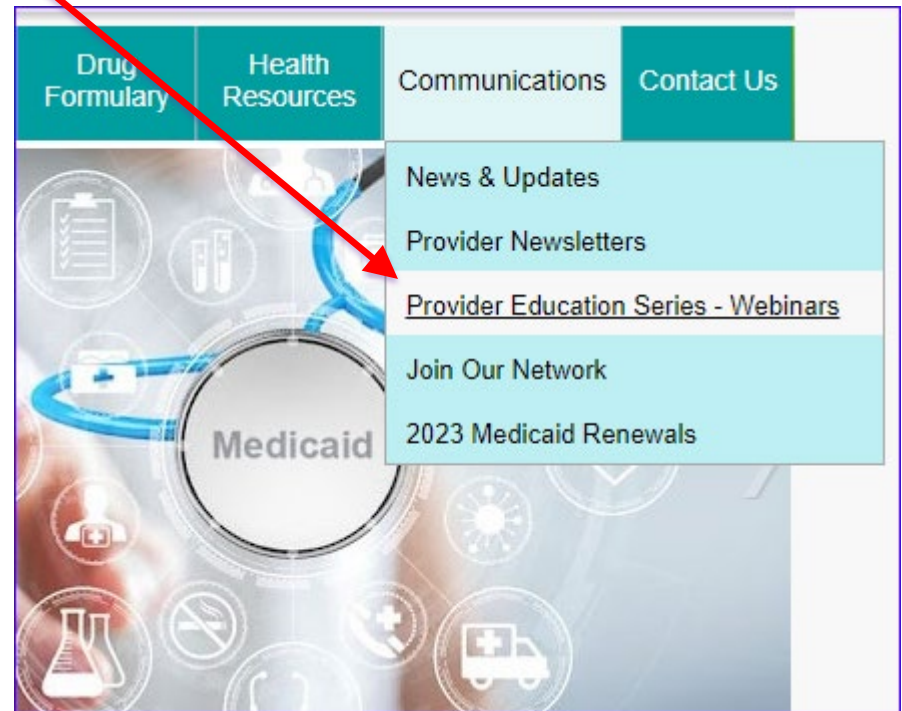 Drug
Formulary
Health
Resources
Communications
Contact Us
News & Updates
Provider Newsletters
Provider Education Series - Webinars
Join Our Network
2023 Medicaid Renewals
Medicaid